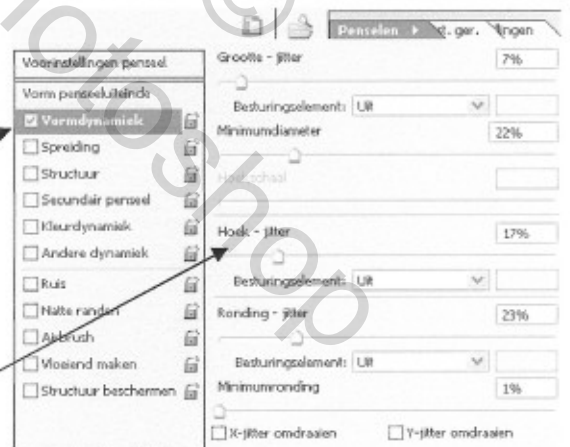 Penselen
Voorinstellingen penseel
Vorm penseeluiteinde
Vormdynamiek
Spreiding
Structuur
Secundair penseel
Kleurdynamiek
Andere dynamiek
Ruis
Natte randen
Airbrush
Vloeiend maken
Structuur beschermen
Grootte - jitter 7%
Besturingselement: Uit
Minimumdiameter 22%
Hoek - jitter 17%
Besturingselement: Uit
Ronding - jitter 23%
Besturingselement: Uit
Minimumronding 1%
X-jitter omdraaien Y-jitter omdraaien